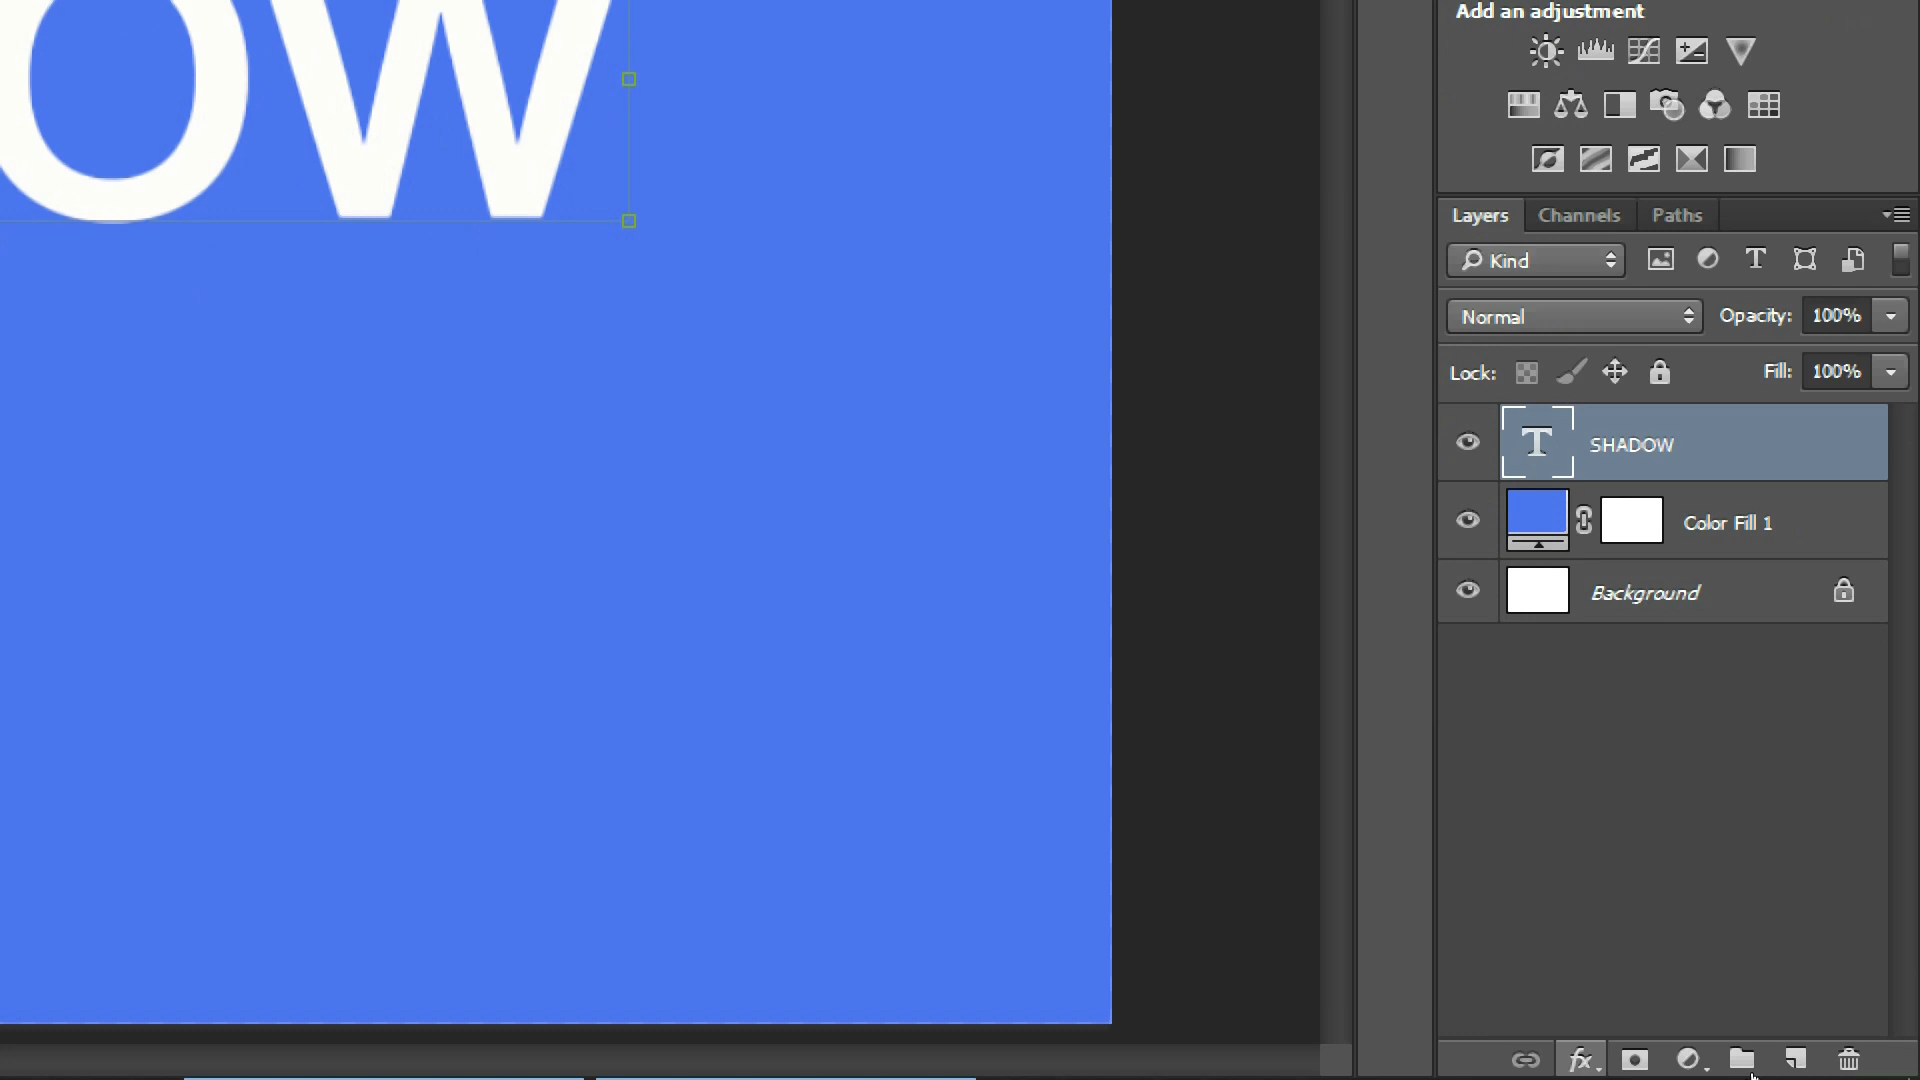 OW
Add an adjustment
Layers Channels Paths
Kind T
Normal Opacity: 100%
Lock: Fill: 100%
T SHADOW
Color Fill 1
Background
fx